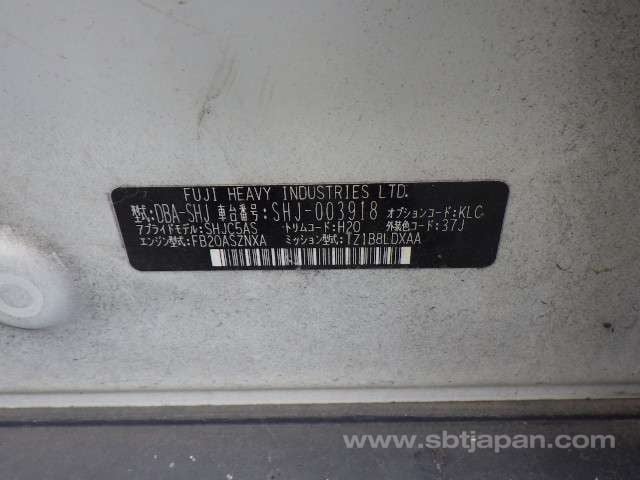 FUJI HEAVY INDUSTRIES LTD.
型式:DBA-SHJ 車台番号:SHJ-003918 オプションコード:KLC
アプライドモデル:SHJC5AS トリムコード:H20 外装色コード:37J
エンジン型式:FB20ASZNXA ミッション型式:TZ1B8LDXAA
www.sbtjapan.com